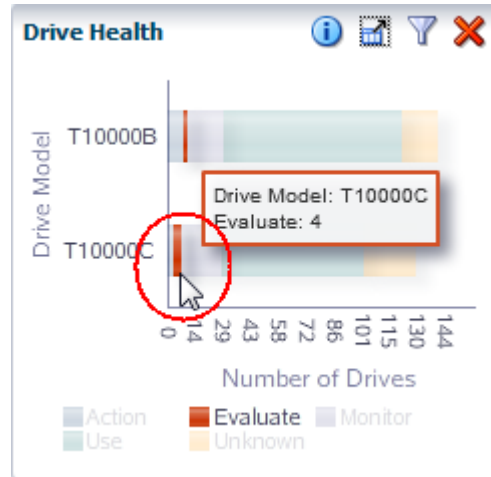 Drive Health
Drive Model
T10000B
Drive Model: T10000C
Evaluate: 4
T10000C
0 14 29 43 58 72 86 101 115 130 144
Number of Drives
Action Evaluate Monitor
Use Unknown